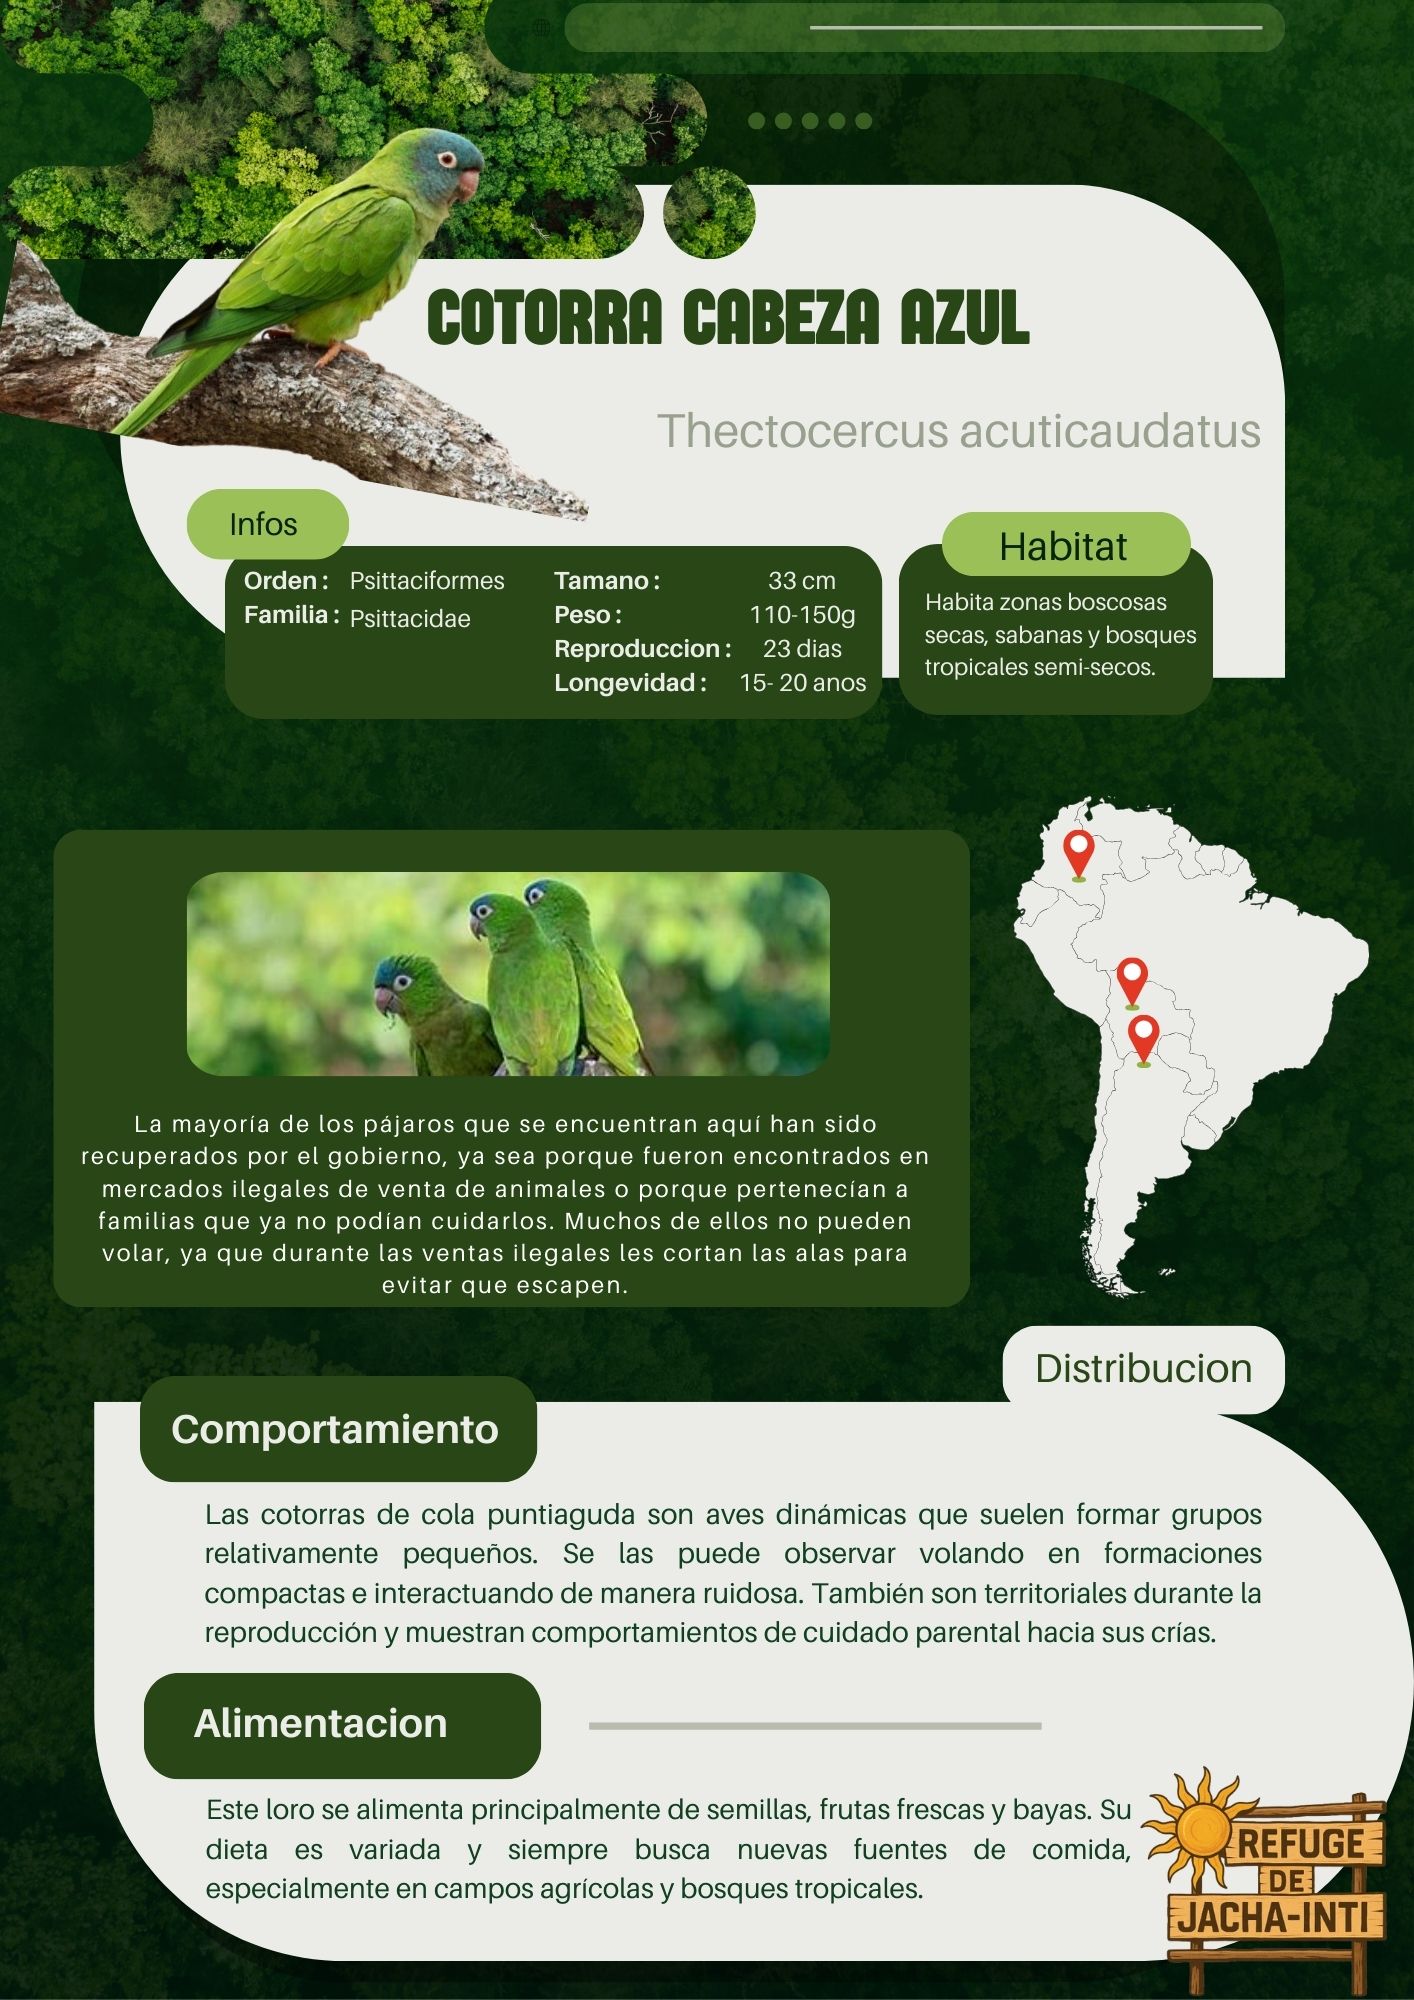 COTORRA CABEZA AZUL
Thectocercus acuticaudatus
Infos
Orden : Psittaciformes
Familia : Psittacidae
Tamano : 33 cm
Peso : 110-150g
Reproduccion : 23 dias
Longevidad : 15- 20 anos
Habitat
Habita zonas boscosas
secas, sabanas y bosques
tropicales semi-secos.
La mayoría de los pájaros que se encuentran aquí han sido
recuperados por el gobierno, ya sea porque fueron encontrados en
mercados ilegales de venta de animales o porque pertenecían a
familias que ya no podían cuidarlos. Muchos de ellos no pueden
volar, ya que durante las ventas ilegales les cortan las alas para
evitar que escapen.
Distribucion
Comportamiento
Las cotorras de cola puntiaguda son aves dinámicas que suelen formar grupos
relativamente pequeños. Se las puede observar volando en formaciones
compactas e interactuando de manera ruidosa. También son territoriales durante la
reproducción y muestran comportamientos de cuidado parental hacia sus crías.
Alimentacion
Este loro se alimenta principalmente de semillas, frutas frescas y bayas. Su
dieta es variada y siempre busca nuevas fuentes de comida,
especialmente en campos agrícolas y bosques tropicales.
REFUGE
DE
JACHA-INTI